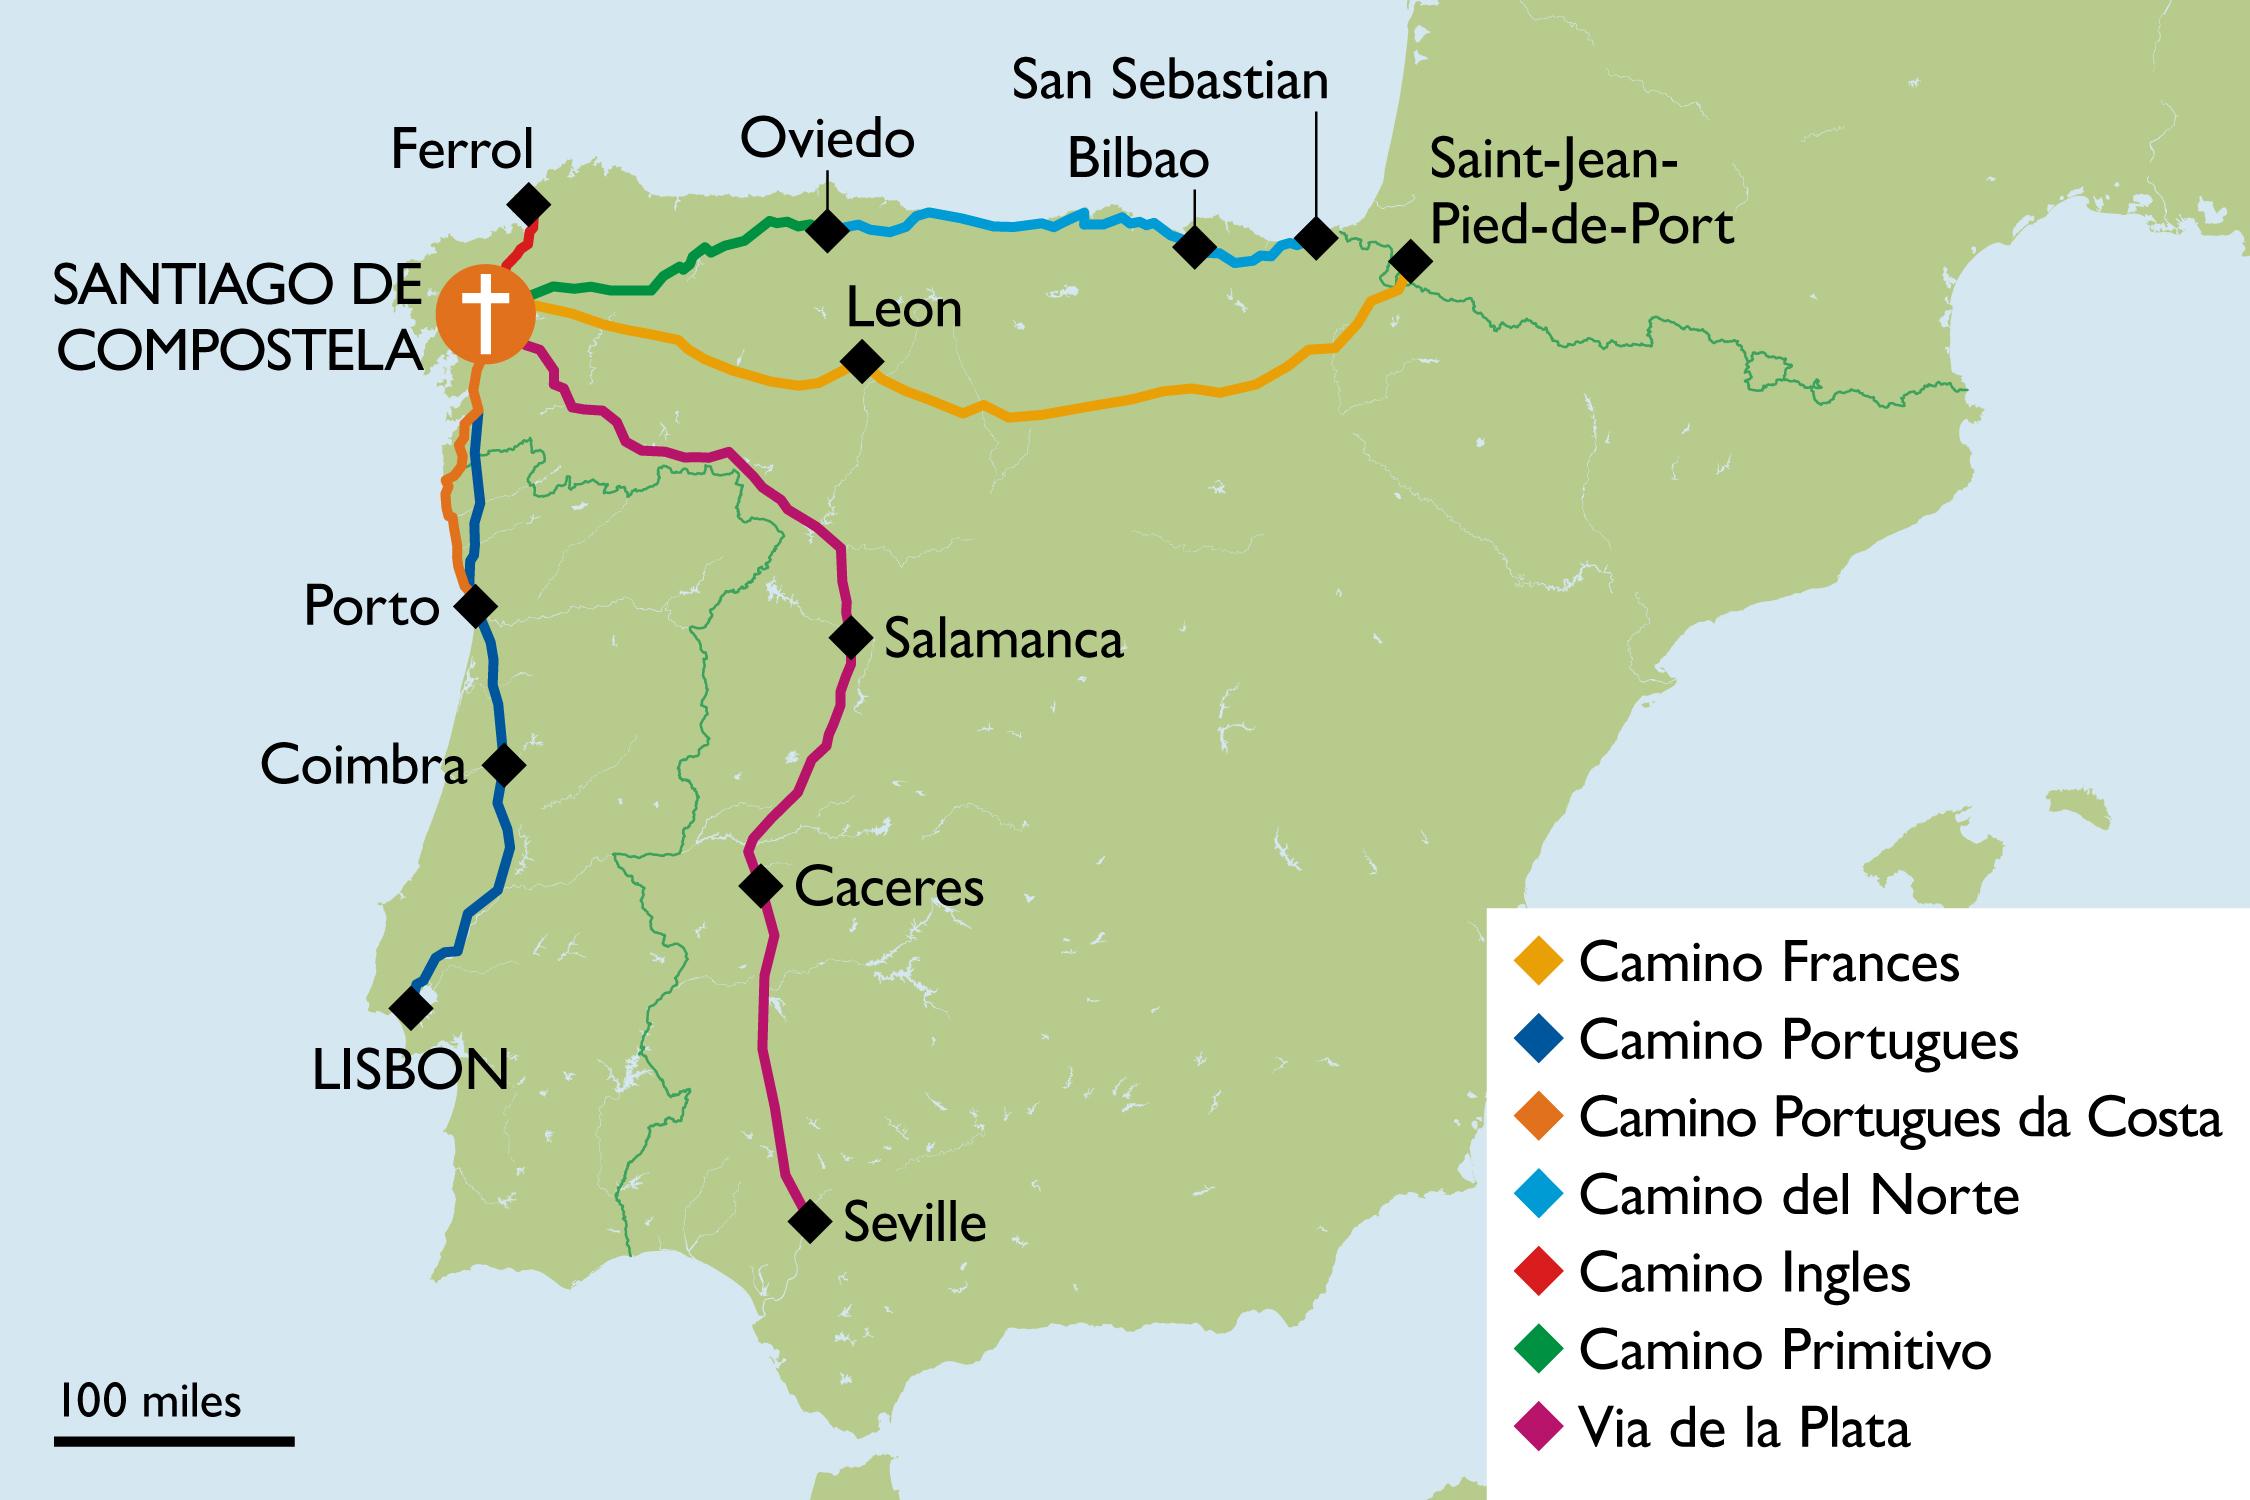 San Sebastian
Ferrol
Oviedo
Bilbao
Saint-Jean-
Pied-de-Port
SANTIAGO DE
COMPOSTELA
Leon
Porto
Salamanca
Coimbra
Caceres
LISBON
Seville
100 miles
Camino Frances
Camino Portugues
Camino Portugues da Costa
Camino del Norte
Camino Ingles
Camino Primitivo
Via de la Plata